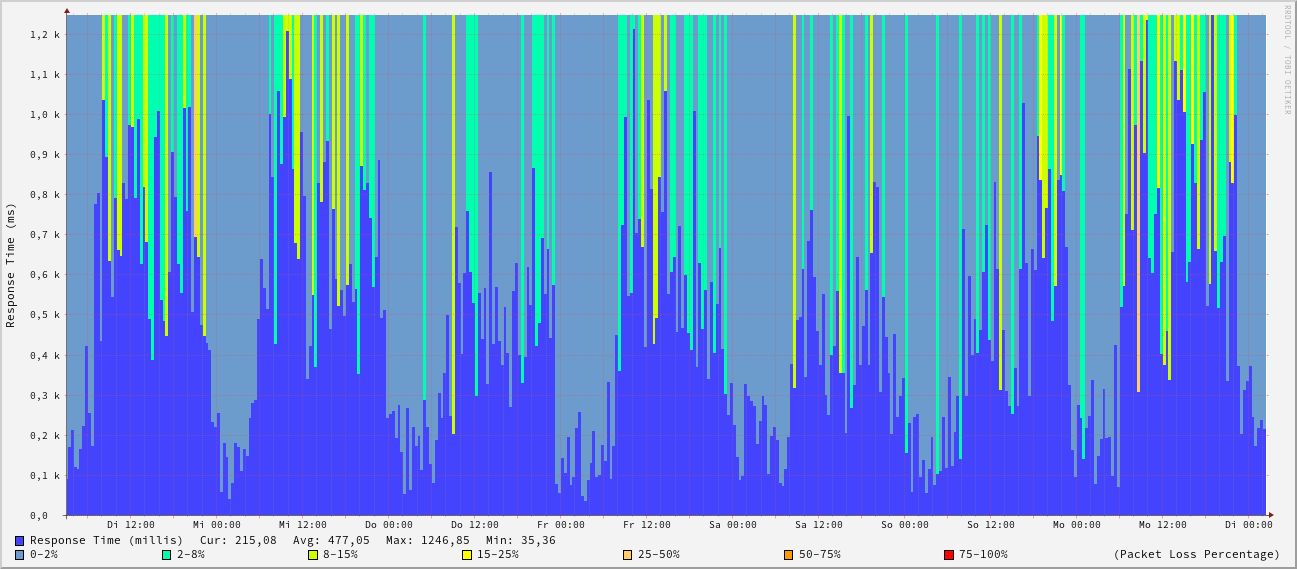 RRDTOOL / TOBI OETIKER
Response Time (ms)
1,2 k
1,1 k
1,0 k
0,9 k
0,8 k
0,7 k
0,6 k
0,5 k
0,4 k
0,3 k
0,2 k
0,1 k
0,0
Di 12:00 Mi 00:00 Mi 12:00 Do 00:00 Do 12:00 Fr 00:00 Fr 12:00 Sa 00:00 Sa 12:00 So 00:00 So 12:00 Mo 00:00 Mo 12:00 Di 00:00
Response Time (millis) Cur: 215,08 Avg: 477,05 Max: 1246,85 Min: 35,36
0-2% 2-8% 8-15% 15-25% 25-50% 50-75% 75-100% (Packet Loss Percentage)